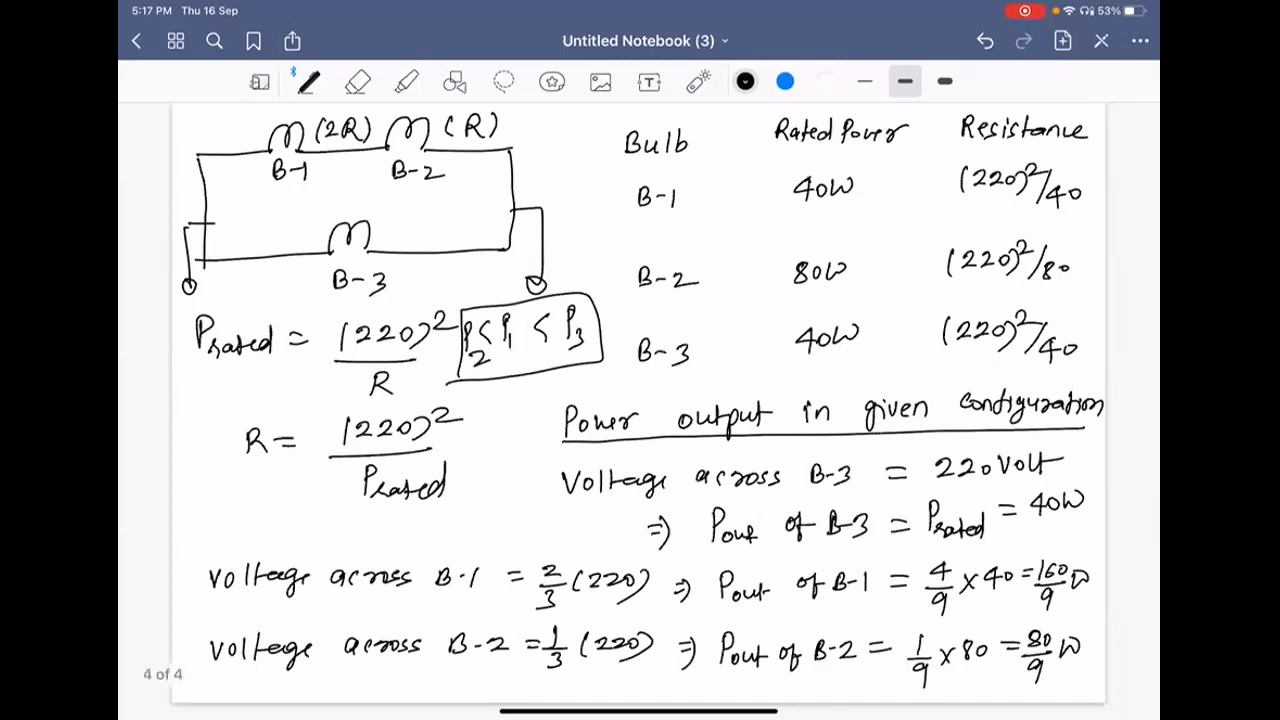 5:17 PM Thu 16 Sep
53%
Untitled Notebook (3)
(2R) (R)
B-1 B-2
B-3
Bulb Rated Power Resistance
B-1 40W (220)²/40
B-2 80W (220)²/80
B-3 40W (220)²/40
Prated = (220)²/R
P2 < P1 < P3
R = (220)²/Prated
Power output in given configuration
Voltage across B-3 = 220 Volt
⇒ Pout of B-3 = Prated = 40W
Voltage across B-1 = 2/3 (220) ⇒ Pout of B-1 = 4/9 × 40 = 160/9 W
Voltage across B-2 = 1/3 (220) ⇒ Pout of B-2 = 1/9 × 80 = 80/9 W
4 of 4